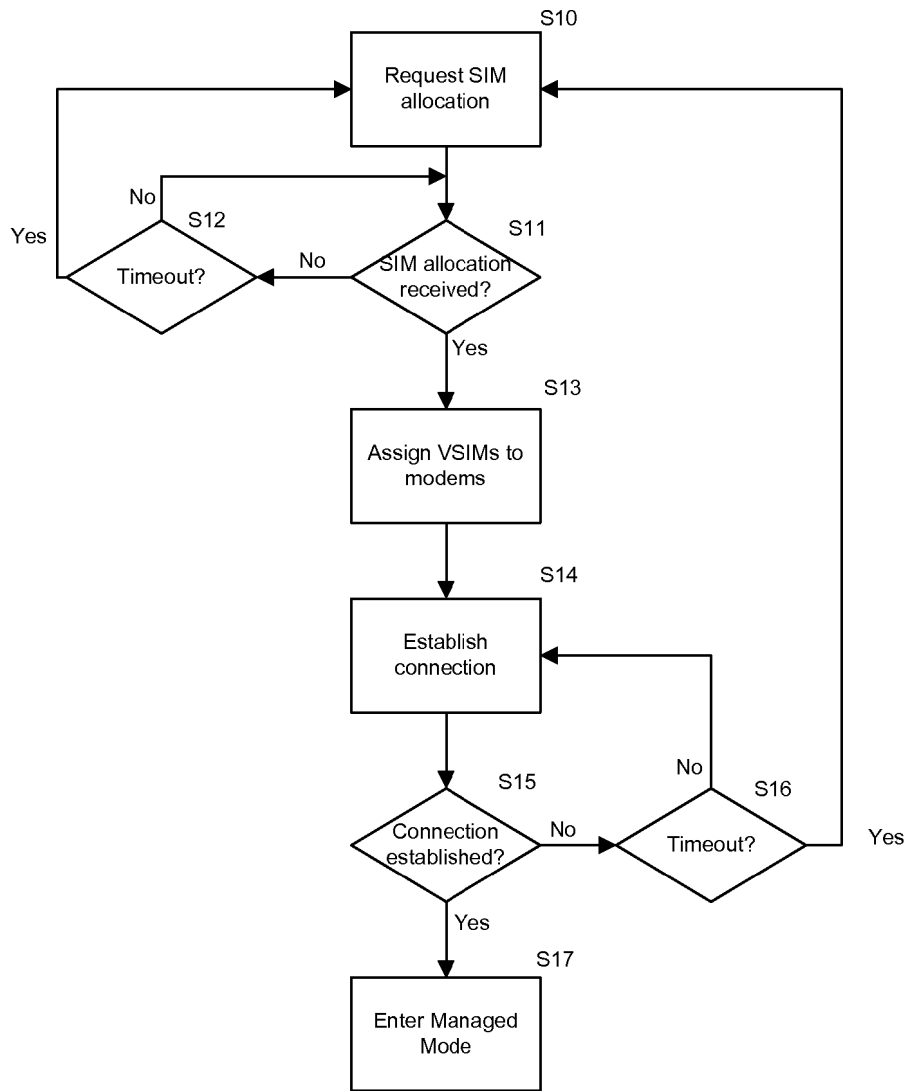 S10
Request SIM
allocation
No
S12
Yes
S11
Timeout?
No
SIM allocation
received?
Yes
S13
Assign VSIMs to
modems
S14
Establish
connection
No
S15
S16
Connection
established?
No
Timeout?
Yes
Yes
S17
Enter Managed
Mode